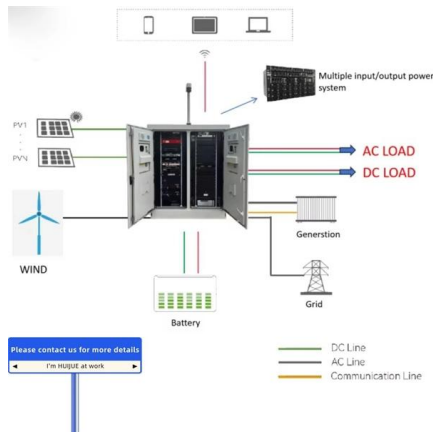 Multiple input/output power
system
PV1
PVN
AC LOAD
DC LOAD
WIND
Generstion
Grid
Battery
Please contact us for more details
I'm HUIJUE at work
DC Line
AC Line
Communication Line